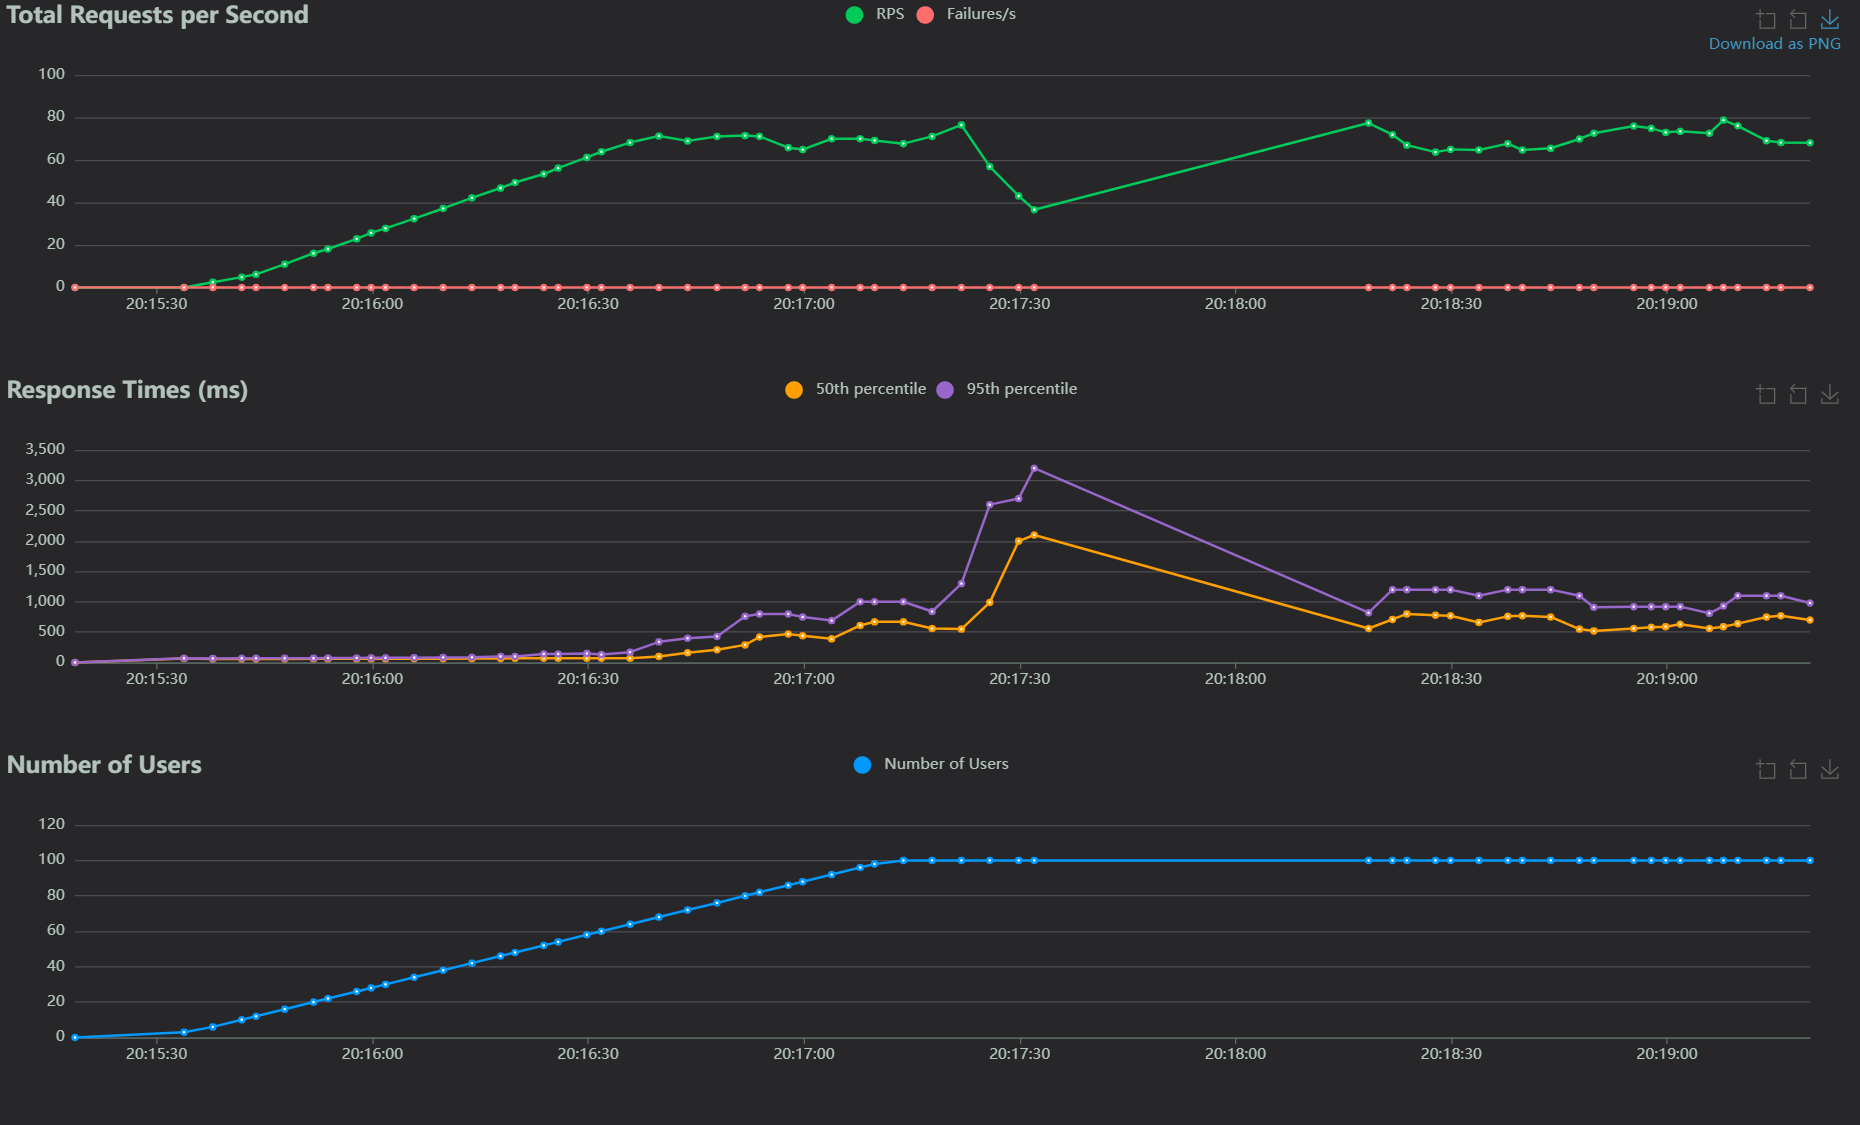 Total Requests per Second
RPS Failures/s
Download as PNG
100
80
60
40
20
0
20:15:30 20:16:00 20:16:30 20:17:00 20:17:30 20:18:00 20:18:30 20:19:00
Response Times (ms)
50th percentile 95th percentile
3,500
3,000
2,500
2,000
1,500
1,000
500
0
20:15:30 20:16:00 20:16:30 20:17:00 20:17:30 20:18:00 20:18:30 20:19:00
Number of Users
Number of Users
120
100
80
60
40
20
0
20:15:30 20:16:00 20:16:30 20:17:00 20:17:30 20:18:00 20:18:30 20:19:00